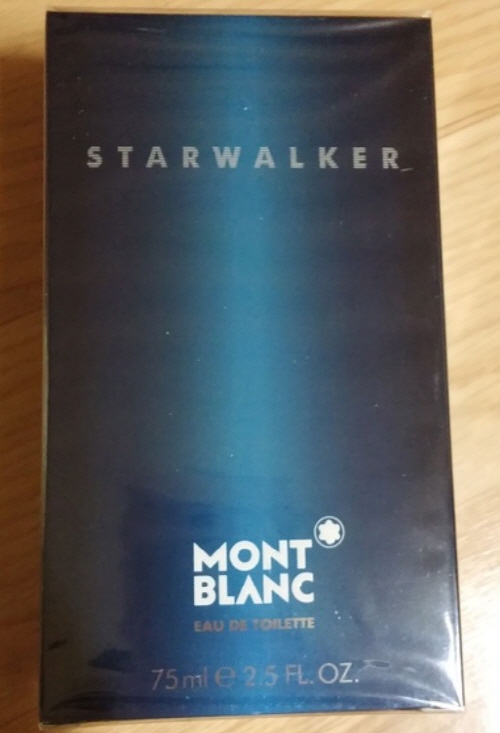 STARWALKER
MONT
BLANC
EAU DE TOILETTE
75ml ℮ 2.5 FL. OZ.